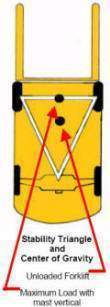 Stability Triangle
and
Center of Gravity
Unloaded Forklift
Maximum Load with
mast vertical